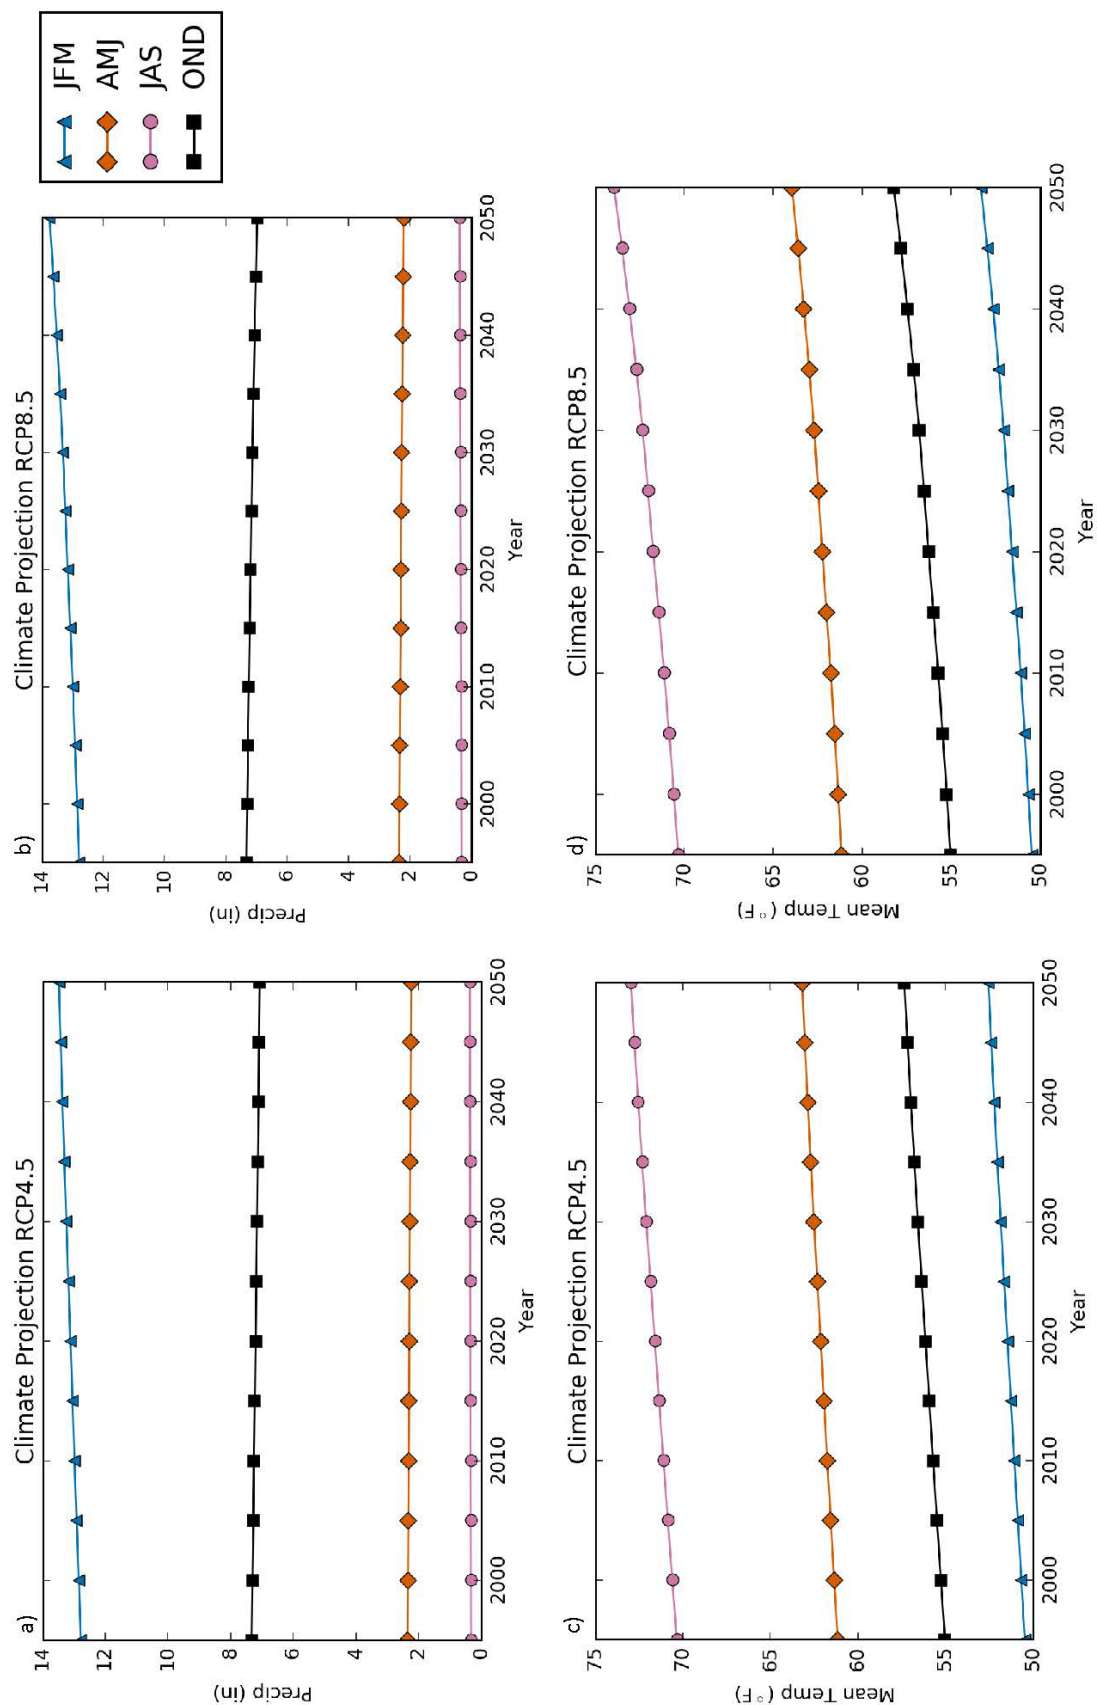 JFM
AMJ
JAS
OND
a)
Climate Projection RCP4.5
14
12
10
8
6
4
2
0
Precip (in)
2000
2010
2020
2030
2040
2050
Year
b)
Climate Projection RCP8.5
14
12
10
8
6
4
2
0
Precip (in)
2000
2010
2020
2030
2040
2050
Year
c)
Climate Projection RCP4.5
75
70
65
60
55
50
Mean Temp (°F)
2000
2010
2020
2030
2040
2050
Year
d)
Climate Projection RCP8.5
75
70
65
60
55
50
Mean Temp (°F)
2000
2010
2020
2030
2040
2050
Year